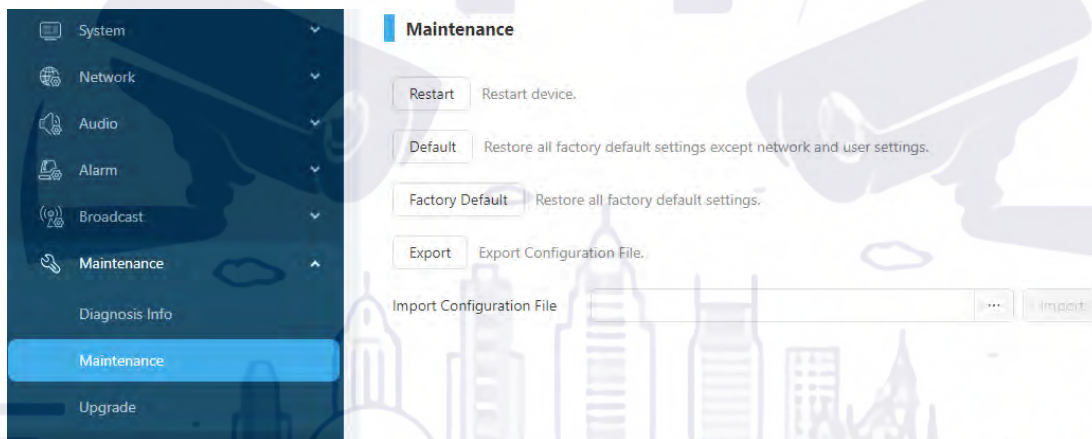 System
Network
Audio
Alarm
Broadcast
Maintenance
Diagnosis Info
Maintenance
Upgrade
Maintenance
Restart Restart device.
Default Restore all factory default settings except network and user settings.
Factory Default Restore all factory default settings.
Export Export Configuration File.
Import Configuration File ... Import